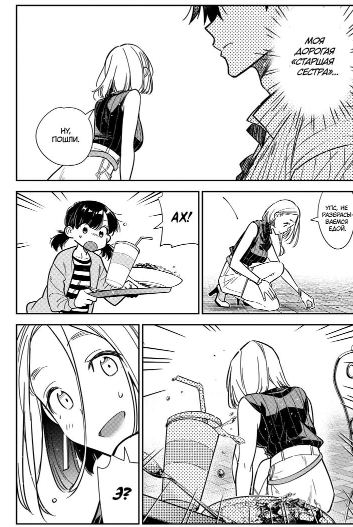 МОЯ
ДОРОГАЯ
«СТАРШАЯ
СЕСТРА»...
НУ,
ПОШЛИ.
АХ!
УПС, НЕ
РАЗБРАСЫ-
ВАЕМСЯ
ЕДОЙ.
Э?